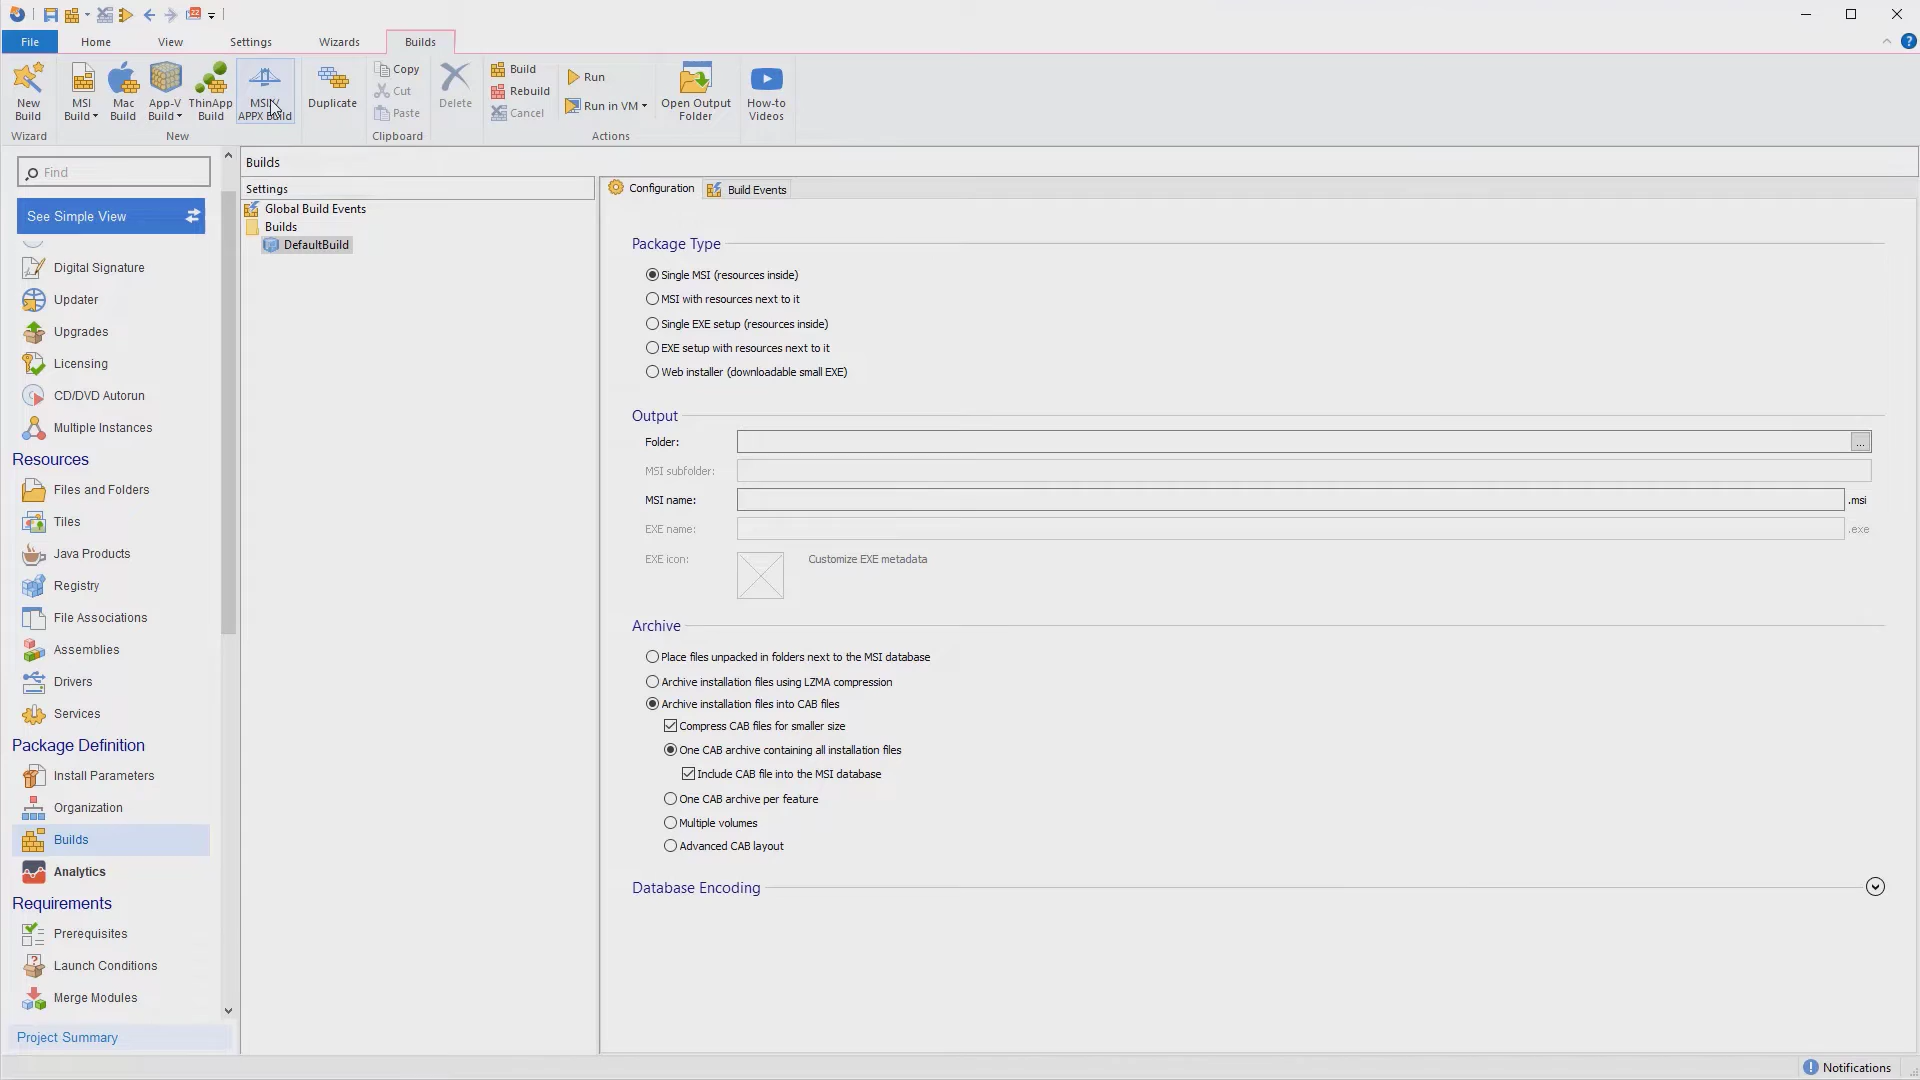 File
Home
View
Settings
Wizards
Builds
New
Build
MSI
Build
Mac
Build
App-V
Build
ThinApp
Build
MSIX/
APPX Build
Duplicate
Copy
Cut
Paste
Delete
Build
Rebuild
Cancel
Run
Run in VM
Open Output
Folder
How-to
Videos
Wizard
New
Clipboard
Actions
Find
See Simple View
Digital Signature
Updater
Upgrades
Licensing
CD/DVD Autorun
Multiple Instances
Resources
Files and Folders
Tiles
Java Products
Registry
File Associations
Assemblies
Drivers
Services
Package Definition
Install Parameters
Organization
Builds
Analytics
Requirements
Prerequisites
Launch Conditions
Merge Modules
Project Summary
Builds
Settings
Global Build Events
Builds
DefaultBuild
Configuration
Build Events
Package Type
Single MSI (resources inside)
MSI with resources next to it
Single EXE setup (resources inside)
EXE setup with resources next to it
Web installer (downloadable small EXE)
Output
Folder:
...
MSI subfolder:
MSI name:
.msi
EXE name:
.exe
EXE icon:
Customize EXE metadata
Archive
Place files unpacked in folders next to the MSI database
Archive installation files using LZMA compression
Archive installation files into CAB files
Compress CAB files for smaller size
One CAB archive containing all installation files
Include CAB file into the MSI database
One CAB archive per feature
Multiple volumes
Advanced CAB layout
Database Encoding
Notifications